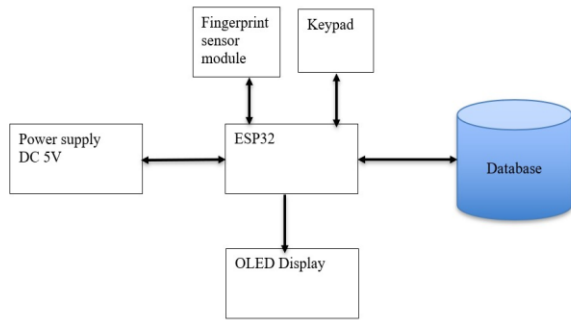 Fingerprint
sensor
module
Keypad
Power supply
DC 5V
ESP32
Database
OLED Display